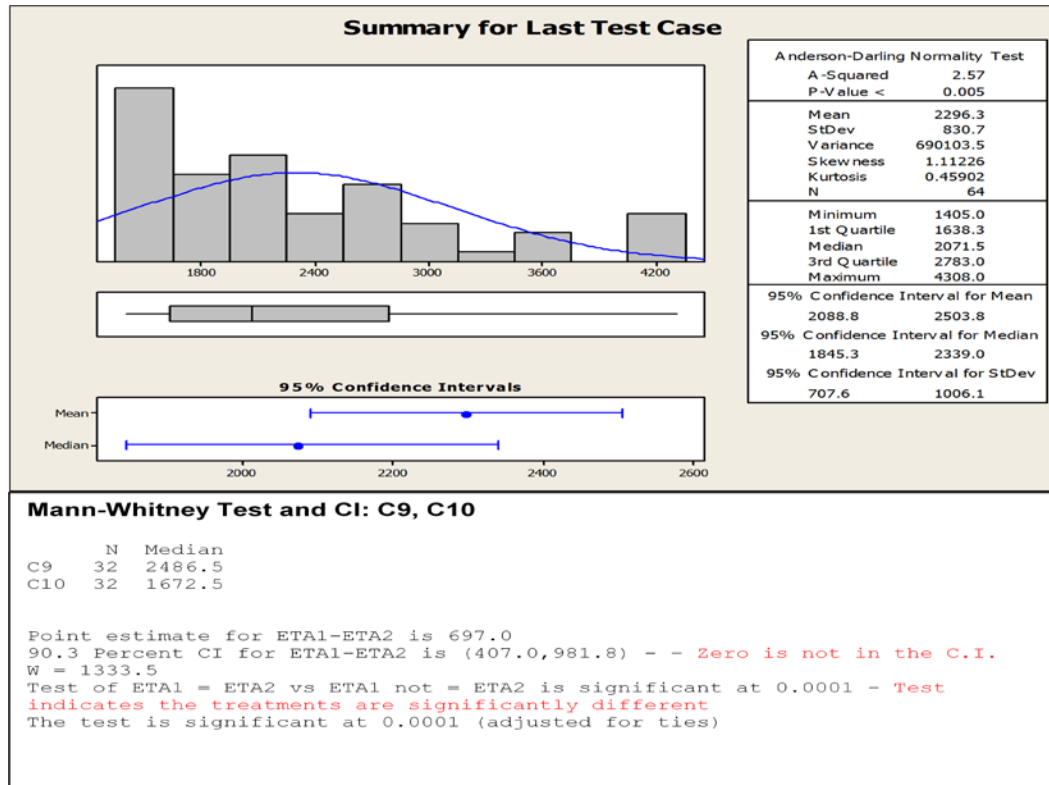 Summary for Last Test Case
1800 2400 3000 3600 4200
95% Confidence Intervals
Mean
Median
2000 2200 2400 2600
Anderson-Darling Normality Test
A-Squared 2.57
P-Value < 0.005
Mean 2296.3
StDev 830.7
Variance 690103.5
Skewness 1.11226
Kurtosis 0.45902
N 64
Minimum 1405.0
1st Quartile 1638.3
Median 2071.5
3rd Quartile 2783.0
Maximum 4308.0
95% Confidence Interval for Mean
2088.8 2503.8
95% Confidence Interval for Median
1845.3 2339.0
95% Confidence Interval for StDev
707.6 1006.1
Mann-Whitney Test and CI: C9, C10
N Median
C9 32 2486.5
C10 32 1672.5
Point estimate for ETA1-ETA2 is 697.0
90.3 Percent CI for ETA1-ETA2 is (407.0,981.8) - - Zero is not in the C.I.
W = 1333.5
Test of ETA1 = ETA2 vs ETA1 not = ETA2 is significant at 0.0001 - Test
indicates the treatments are significantly different
The test is significant at 0.0001 (adjusted for ties)